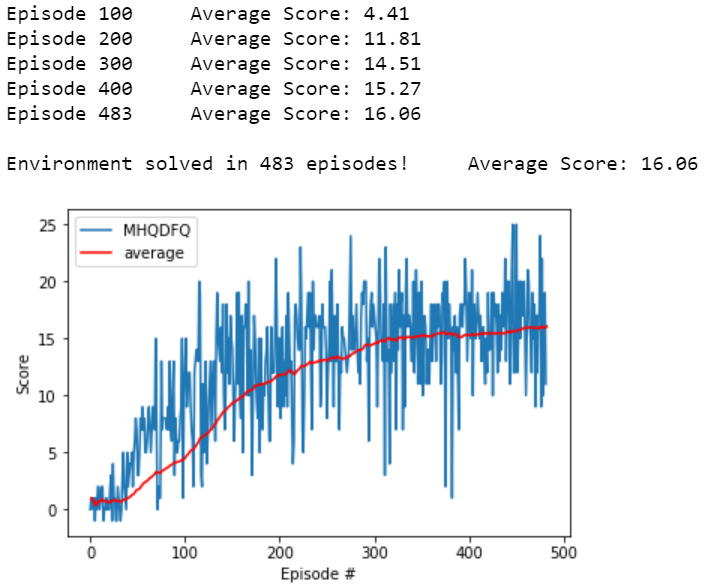 Episode 100 Average Score: 4.41
Episode 200 Average Score: 11.81
Episode 300 Average Score: 14.51
Episode 400 Average Score: 15.27
Episode 483 Average Score: 16.06
Environment solved in 483 episodes! Average Score: 16.06
MHQDFQ
average
25
20
15
10
5
0
Score
0 100 200 300 400 500
Episode #